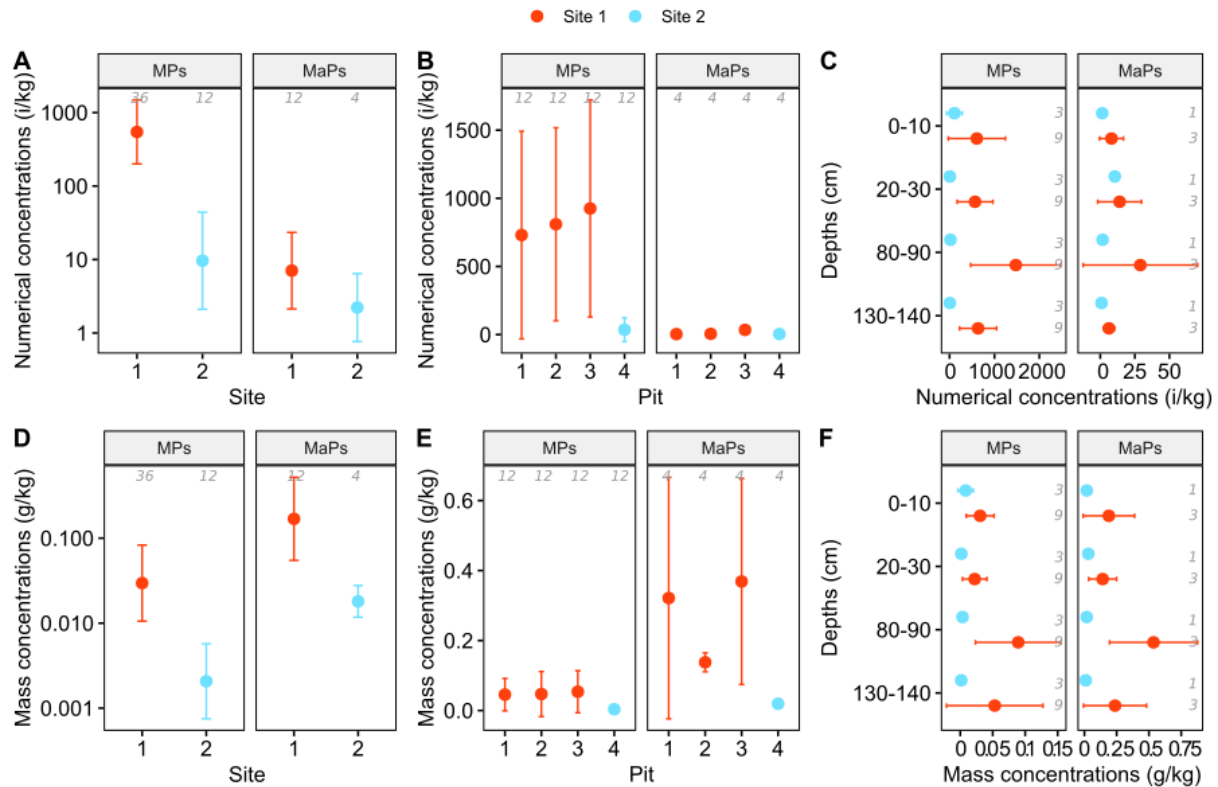 Site 1 Site 2
A
MPs MaPs
36 12 12 4
Numerical concentrations (i/kg)
1000
100
10
1
1 2 1 2
Site
B
MPs MaPs
12 12 12 12 4 4 4 4
Numerical concentrations (i/kg)
1500
1000
500
0
1 2 3 4 1 2 3 4
Pit
C
MPs MaPs
Depths (cm)
3 1
0-10
9 3
3 1
20-30
9 3
3 1
80-90
9 3
3 1
130-140
9 3
0 1000 2000 0 25 50
Numerical concentrations (i/kg)
D
MPs MaPs
36 12 12 4
Mass concentrations (g/kg)
0.100
0.010
0.001
1 2 1 2
Site
E
MPs MaPs
12 12 12 12 4 4 4 4
Mass concentrations (g/kg)
0.6
0.4
0.2
0.0
1 2 3 4 1 2 3 4
Pit
F
MPs MaPs
Depths (cm)
3 1
0-10
9 3
3 1
20-30
9 3
3 1
80-90
9 3
3 1
130-140
9 3
0 0.05 0.1 0.15 0 0.25 0.5 0.75
Mass concentrations (g/kg)